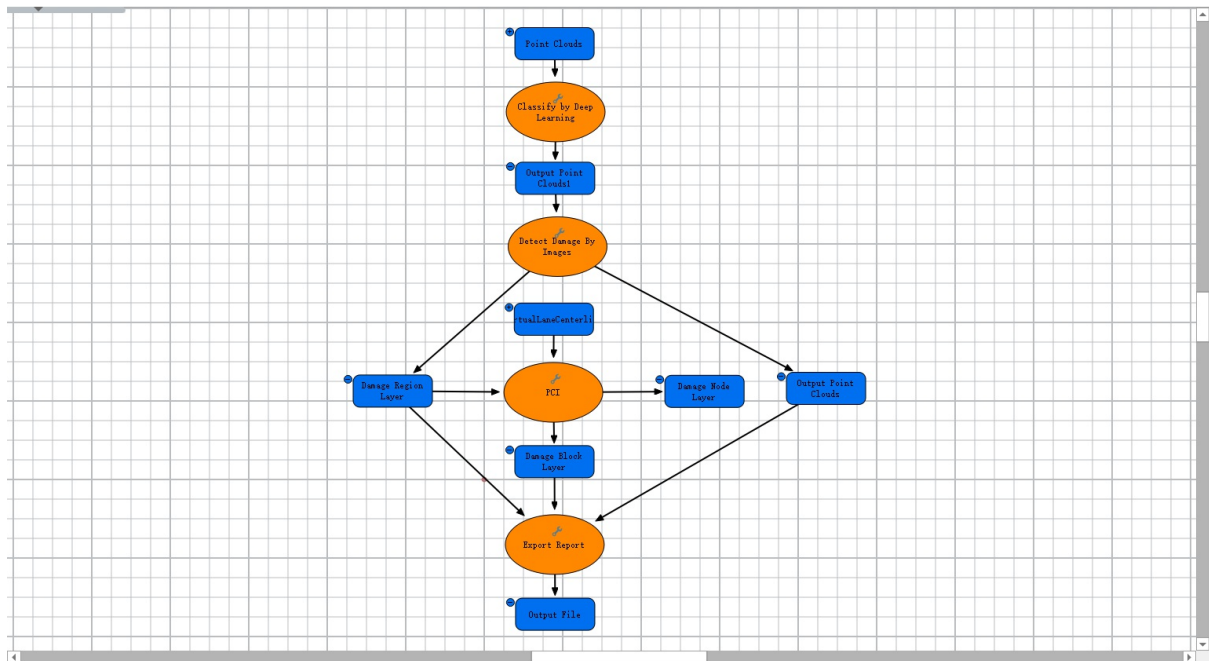 Point Clouds
Classify by Deep
Learning
Output Point
Clouds1
Detect Damage By
Images
tualLaneCenterli
Damage Region
Layer
PCI
Damage Node
Layer
Output Point
Clouds
Damage Block
Layer
Export Report
Output File